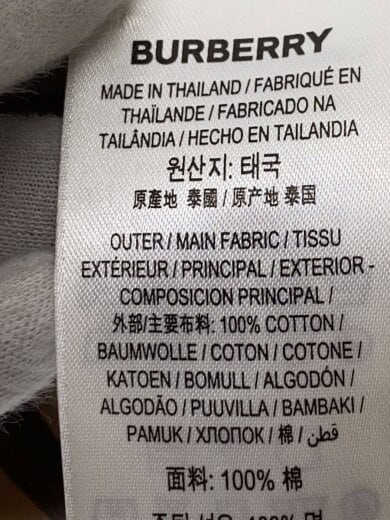 BURBERRY
MADE IN THAILAND / FABRIQUÉ EN
THAÏLANDE / FABRICADO NA
TAILÂNDIA / HECHO EN TAILANDIA
원산지: 태국
原產地 泰國 / 原产地 泰国
OUTER / MAIN FABRIC / TISSU
EXTÉRIEUR / PRINCIPAL / EXTERIOR -
COMPOSICION PRINCIPAL /
外部/主要布料: 100% COTTON /
BAUMWOLLE / COTON / COTONE /
KATOEN / BOMULL / ALGODÓN /
ALGODÃO / PUUVILLA / BAMBAKI /
PAMUK / ХЛОПОК / 棉 / قطن /
面料: 100% 棉